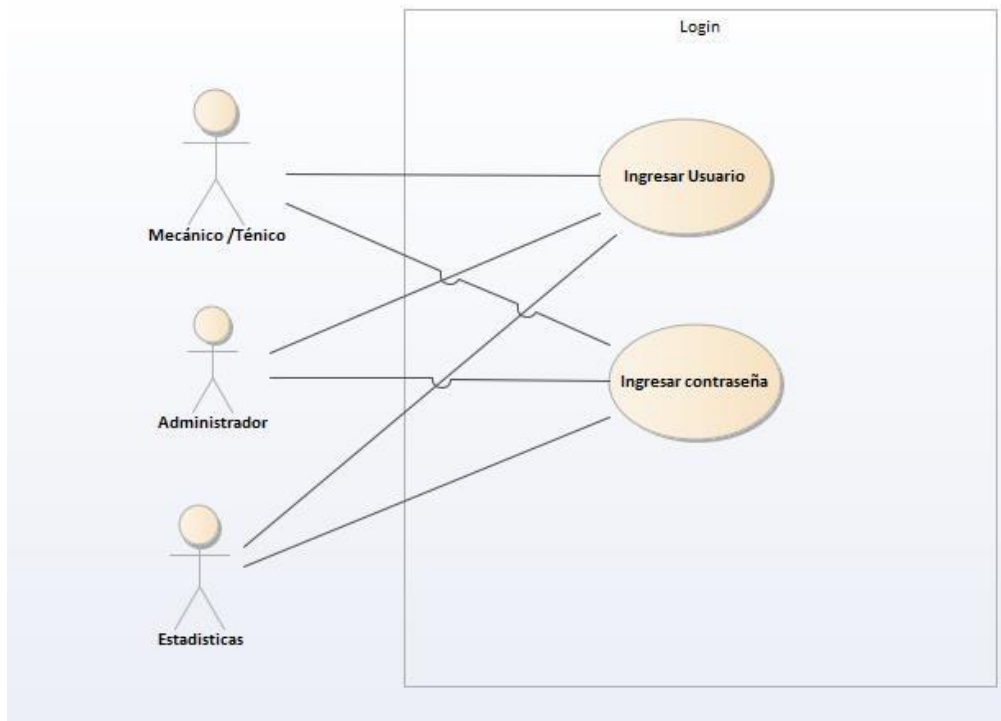 Login
Ingresar Usuario
Mecánico /Ténico
Ingresar contraseña
Administrador
Estadisticas